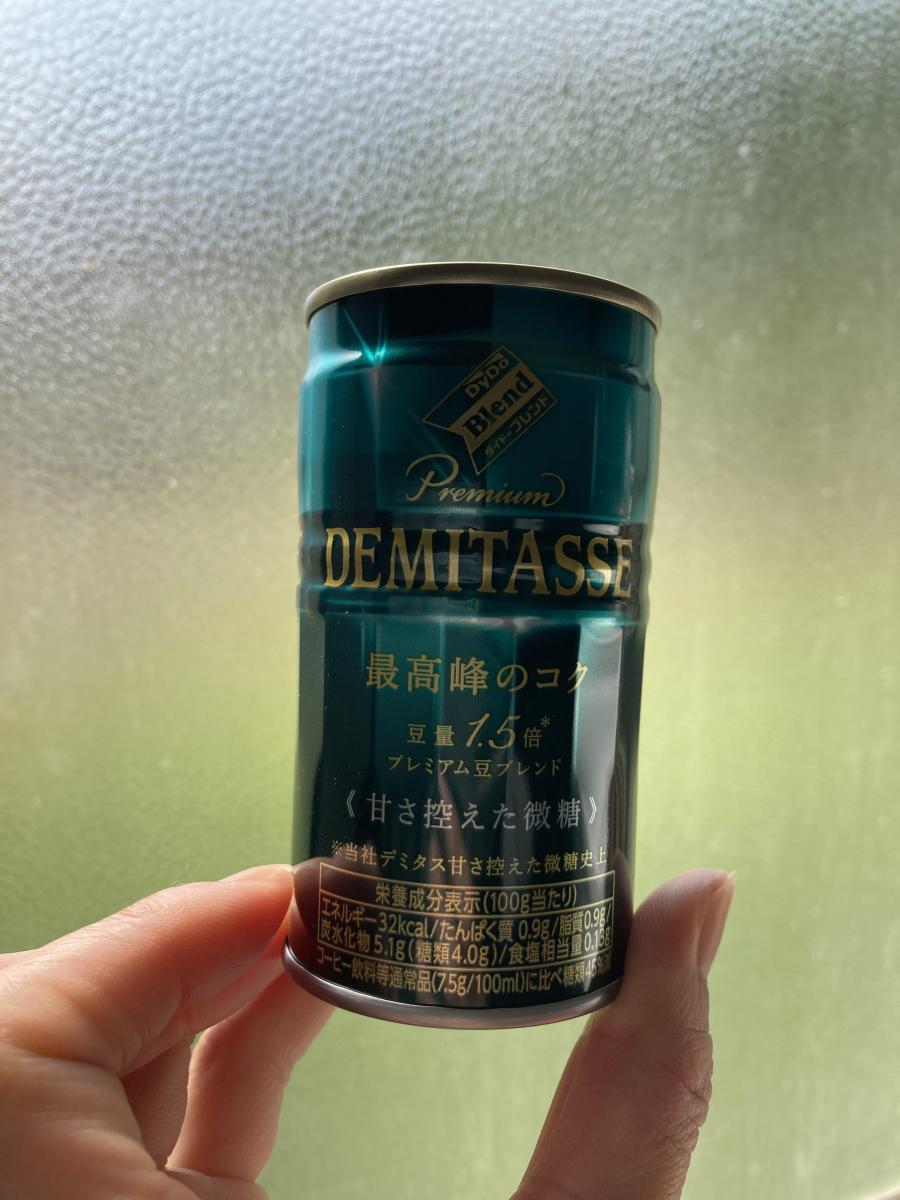 DyDo
Blend
ダイドーブレンド
Premium
DEMITASSE
最高峰のコク
豆量1.5倍*
プレミアム豆ブレンド
《甘さ控えた微糖》
※当社デミタス甘さ控えた微糖史上
栄養成分表示(100g当たり)
エネルギー32kcal/たんぱく質 0.9g/脂質0.9g/
炭水化物 5.1g(糖類4.0g)/食塩相当量
コーヒー飲料等通常品(7.5g/100ml)に比べ糖類